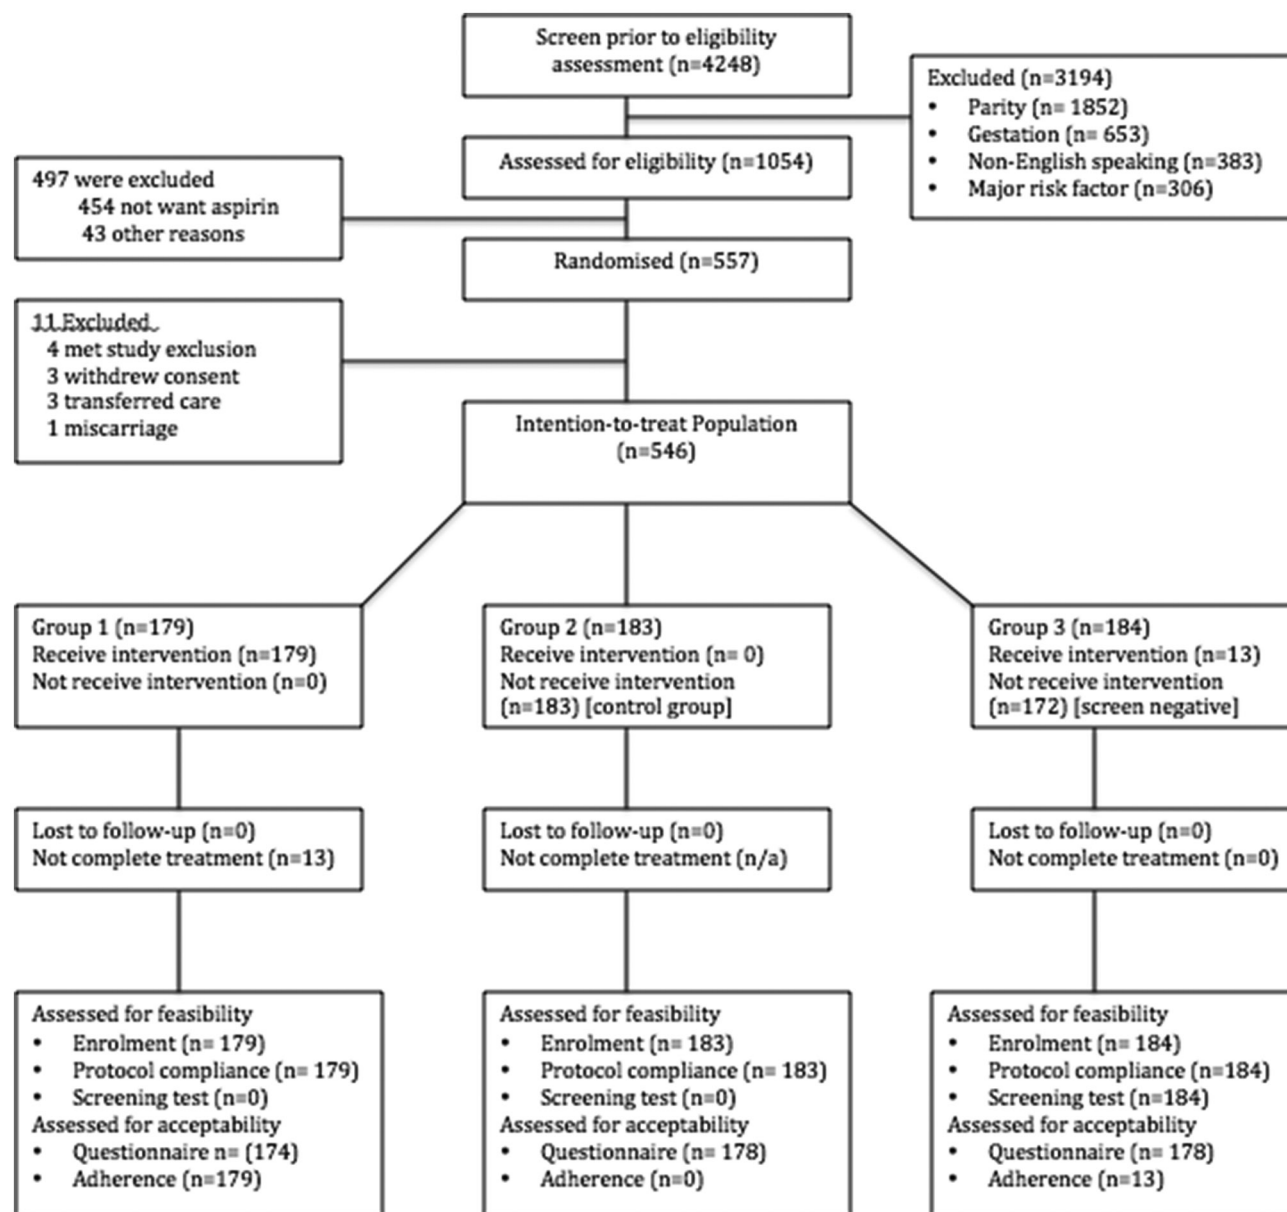 Screen prior to eligibility
assessment (n=4248)
Excluded (n=3194)
• Parity (n= 1852)
• Gestation (n= 653)
• Non-English speaking (n=383)
• Major risk factor (n=306)
Assessed for eligibility (n=1054)
497 were excluded
454 not want aspirin
43 other reasons
Randomised (n=557)
11 Excluded
4 met study exclusion
3 withdrew consent
3 transferred care
1 miscarriage
Intention-to-treat Population
(n=546)
Group 1 (n=179)
Receive intervention (n=179)
Not receive intervention (n=0)
Group 2 (n=183)
Receive intervention (n= 0)
Not receive intervention
(n=183) [control group]
Group 3 (n=184)
Receive intervention (n=13)
Not receive intervention
(n=172) [screen negative]
Lost to follow-up (n=0)
Not complete treatment (n=13)
Lost to follow-up (n=0)
Not complete treatment (n/a)
Lost to follow-up (n=0)
Not complete treatment (n=0)
Assessed for feasibility
• Enrolment (n= 179)
• Protocol compliance (n= 179)
• Screening test (n=0)
Assessed for acceptability
• Questionnaire n= (174)
• Adherence (n=179)
Assessed for feasibility
• Enrolment (n= 183)
• Protocol compliance (n= 183)
• Screening test (n=0)
Assessed for acceptability
• Questionnaire (n= 178)
• Adherence (n=0)
Assessed for feasibility
• Enrolment (n= 184)
• Protocol compliance (n=184)
• Screening test (n=184)
Assessed for acceptability
• Questionnaire (n= 178)
• Adherence (n=13)